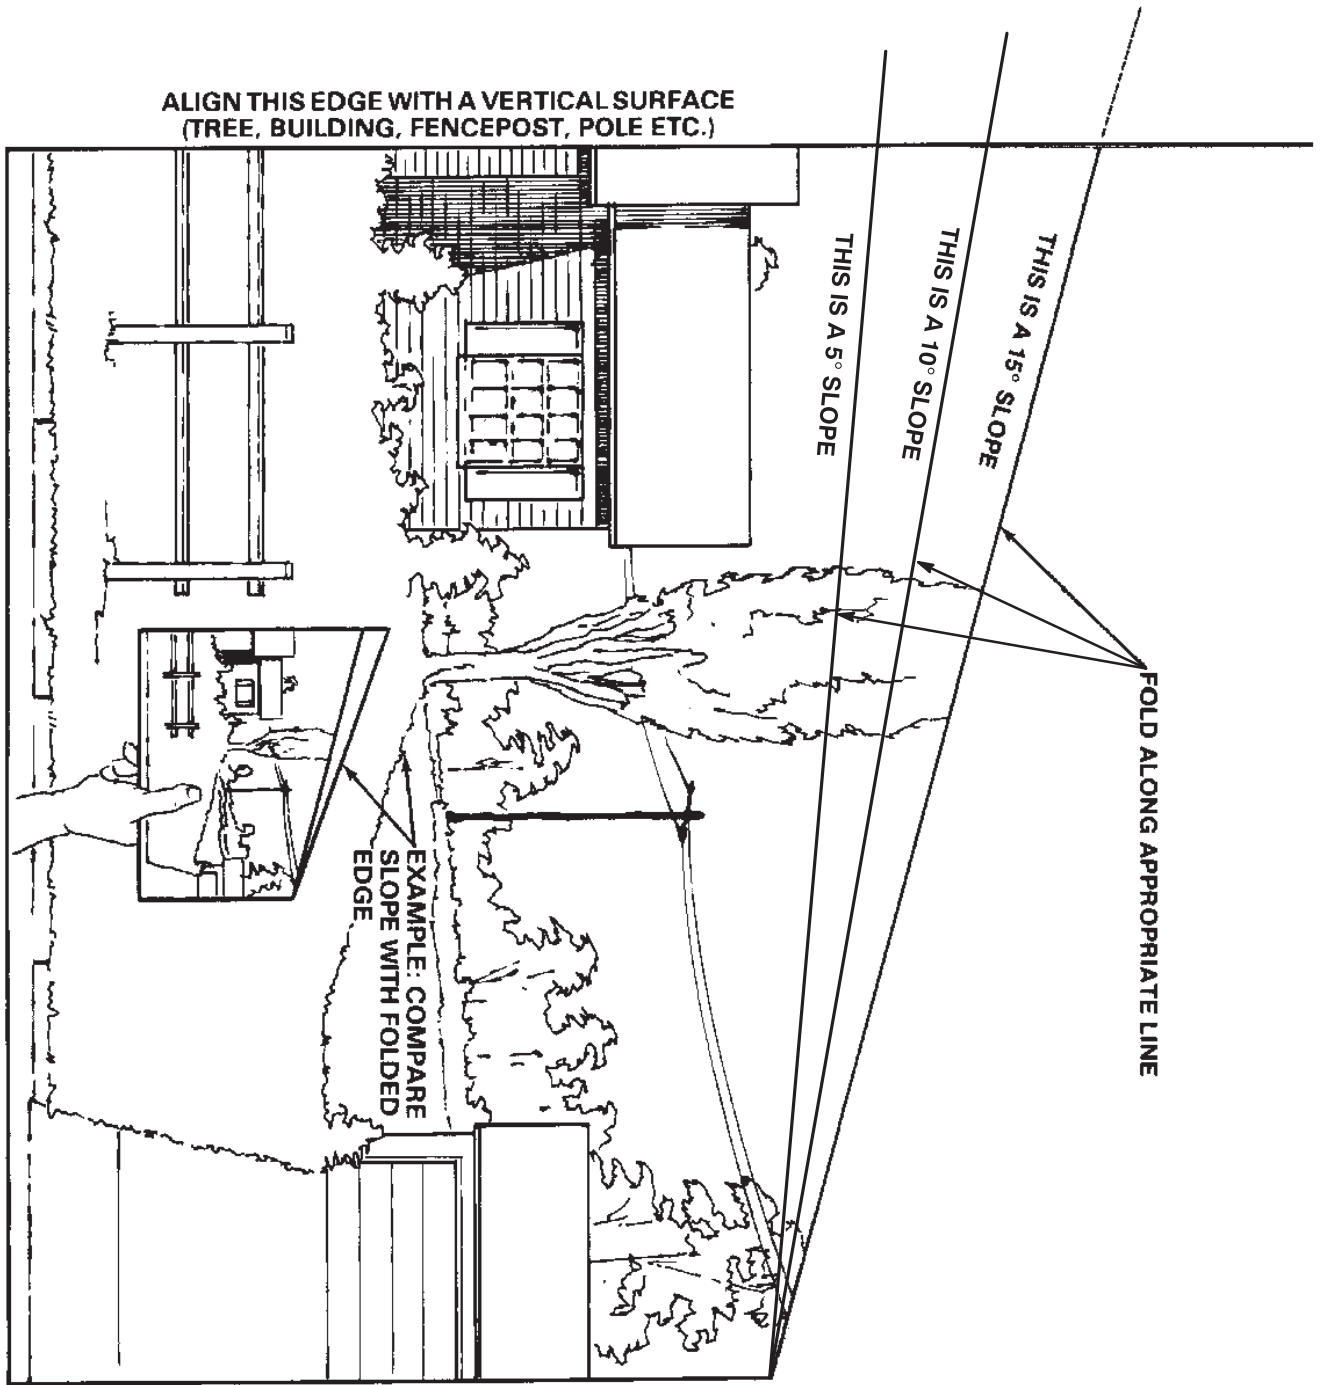 ALIGN THIS EDGE WITH A VERTICAL SURFACE
(TREE, BUILDING, FENCEPOST, POLE ETC.)
THIS IS A 5° SLOPE
THIS IS A 10° SLOPE
THIS IS A 15° SLOPE
FOLD ALONG APPROPRIATE LINE
EXAMPLE: COMPARE
SLOPE WITH FOLDED
EDGE